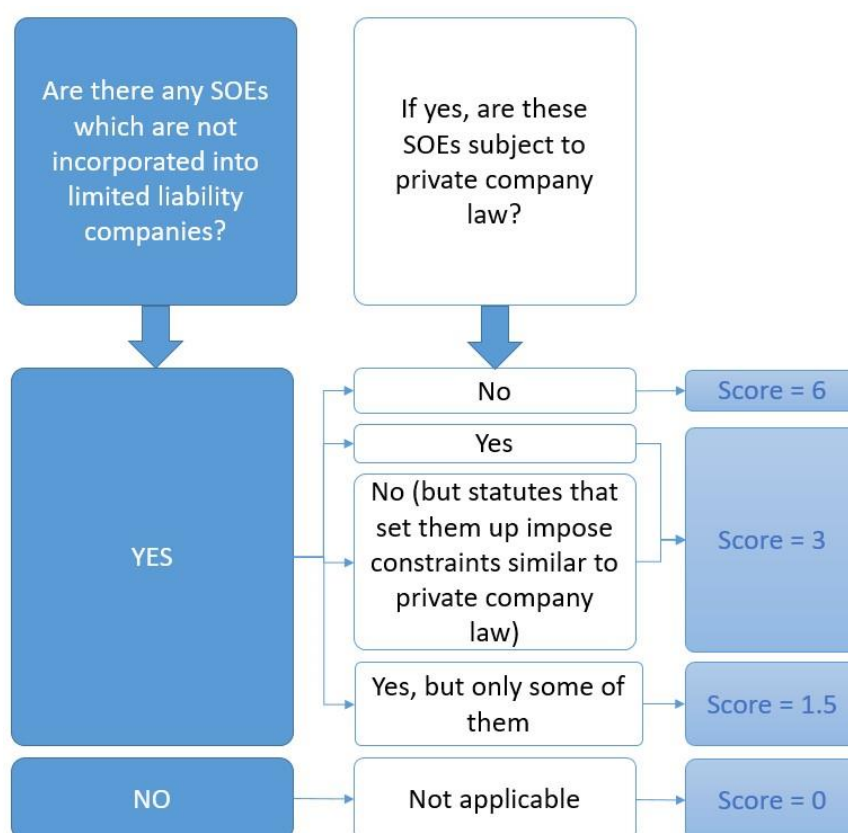 Are there any SOEs
which are not
incorporated into
limited liability
companies?
If yes, are these
SOEs subject to
private company
law?
YES
No
Score = 6
Yes
No (but statutes that
set them up impose
constraints similar to
private company
law)
Score = 3
Yes, but only some of
them
Score = 1.5
NO
Not applicable
Score = 0